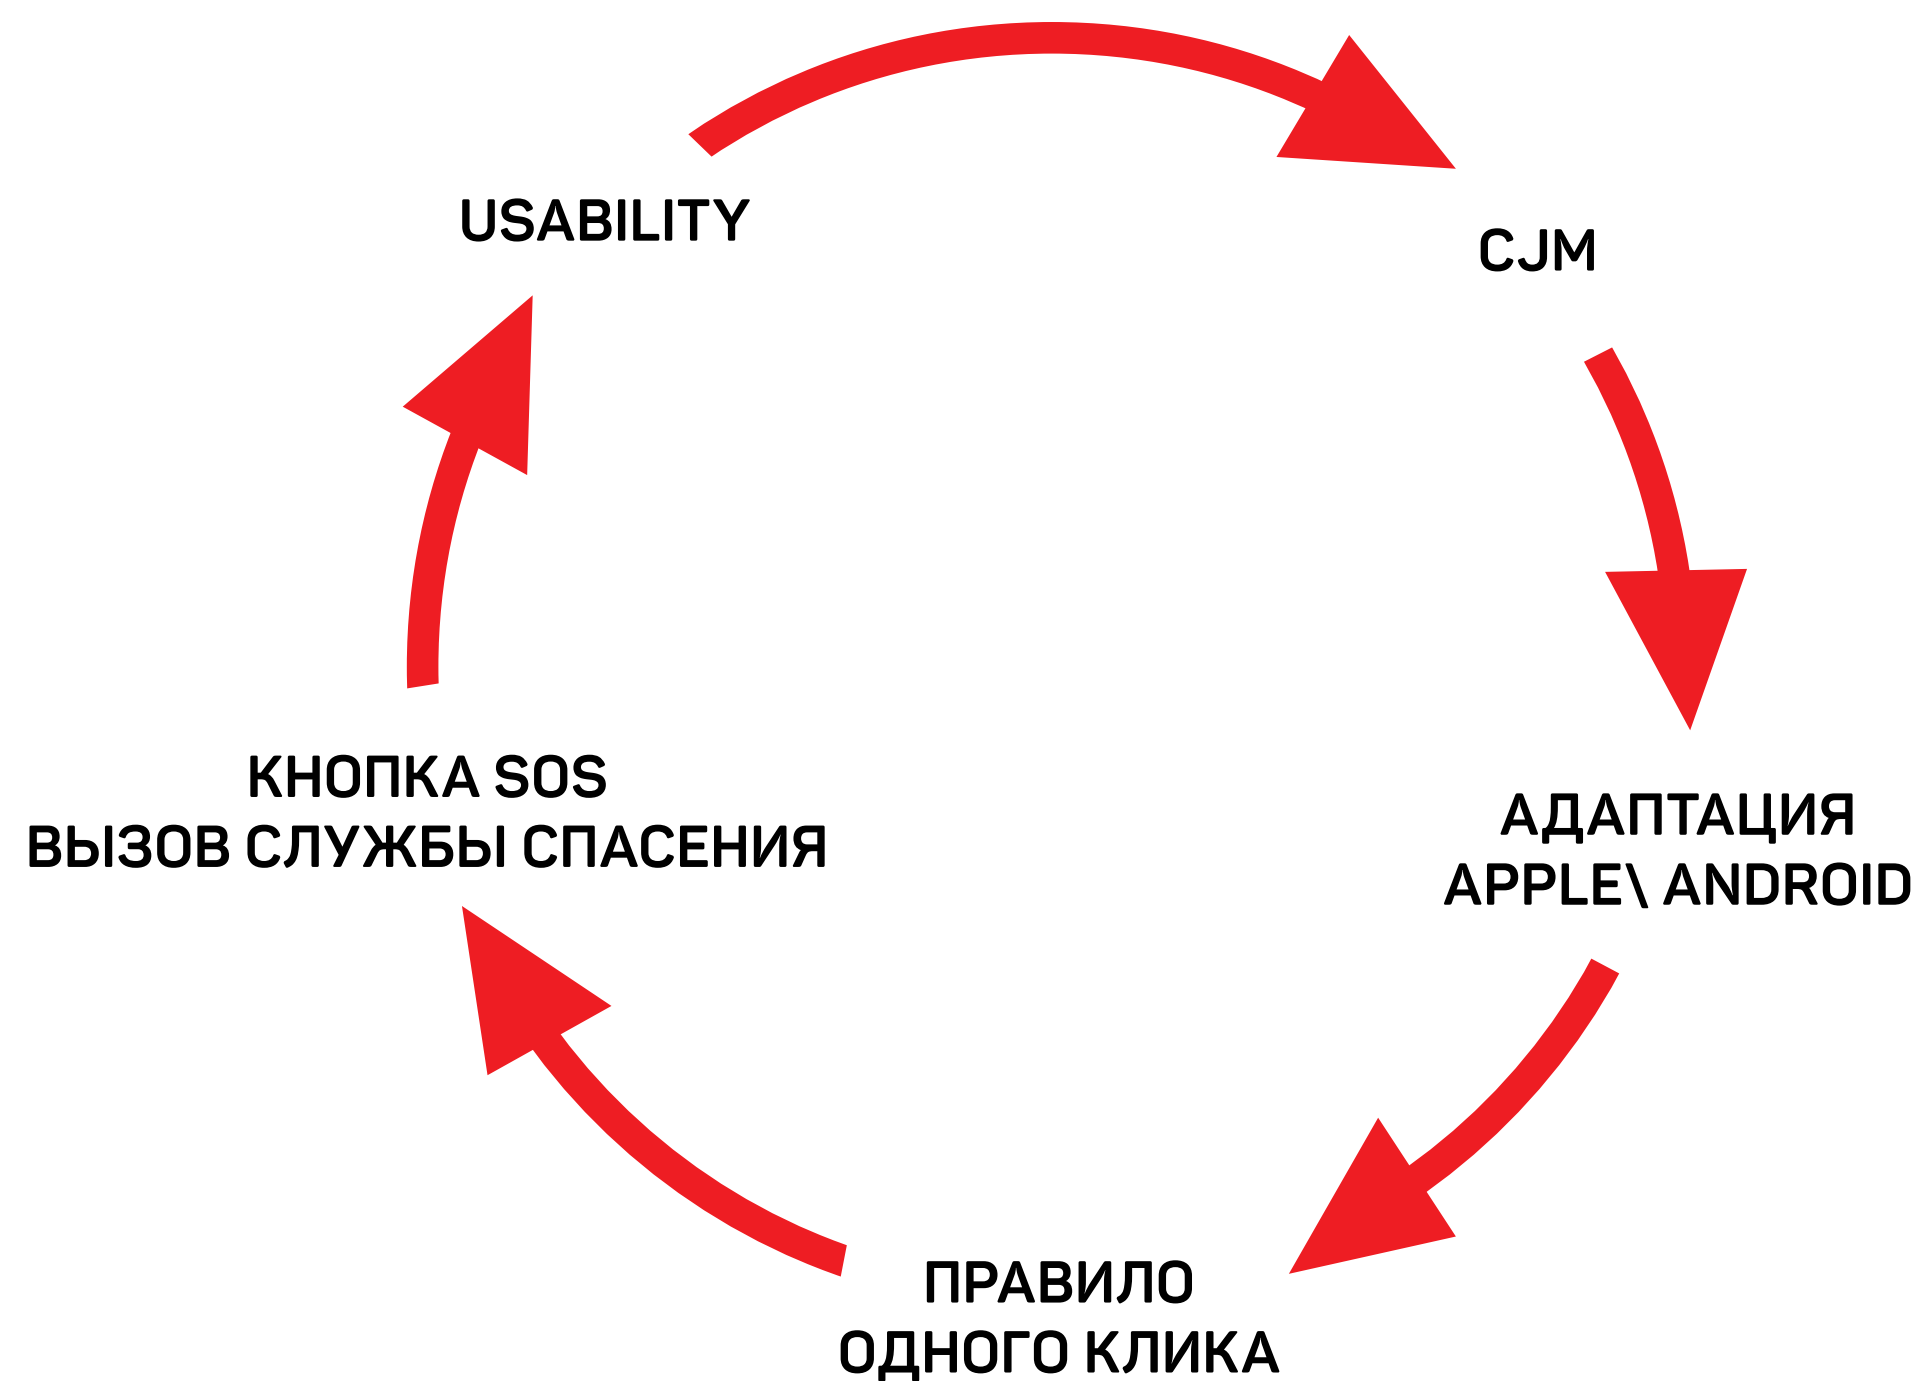 USABILITY
CJM
АДАПТАЦИЯ
APPLE\ ANDROID
ПРАВИЛО
ОДНОГО КЛИКА
КНОПКА SOS
ВЫЗОВ СЛУЖБЫ СПАСЕНИЯ